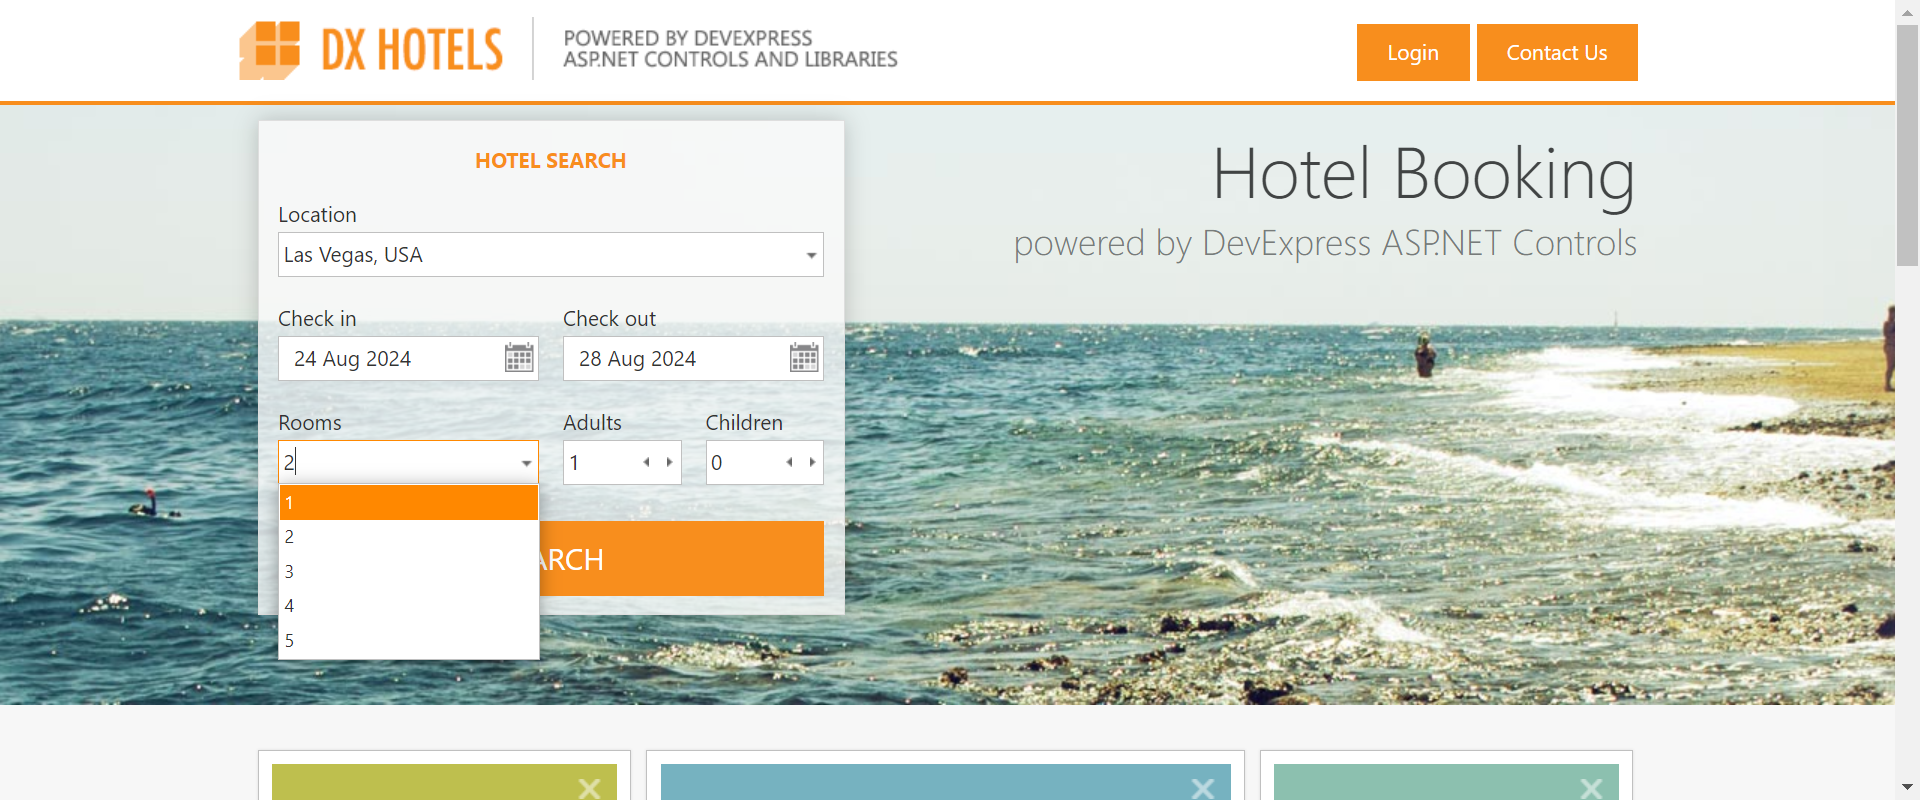 DX HOTELS
POWERED BY DEVEXPRESS
ASP.NET CONTROLS AND LIBRARIES
Login
Contact Us
HOTEL SEARCH
Location
Las Vegas, USA
Check in
Check out
24 Aug 2024
28 Aug 2024
Rooms
Adults
Children
2
1
0
1
2
3
4
5
ARCH
Hotel Booking
powered by DevExpress ASP.NET Controls